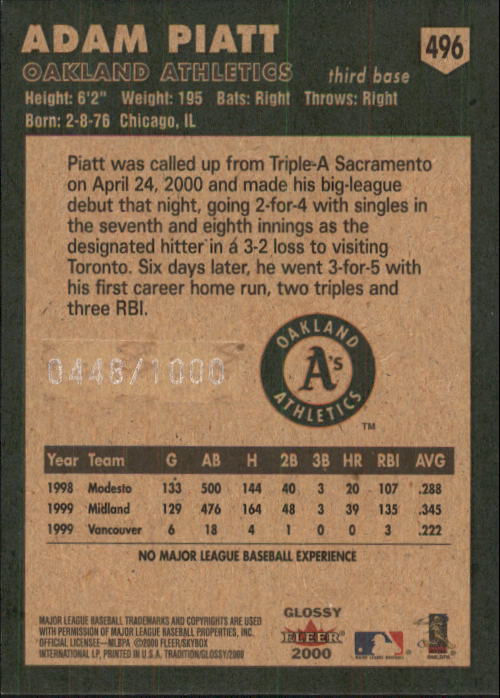 ADAM PIATT
496
OAKLAND ATHLETICS third base
Height: 6'2" Weight: 195 Bats: Right Throws: Right
Born: 2-8-76 Chicago, IL
Piatt was called up from Triple-A Sacramento
on April 24, 2000 and made his big-league
debut that night, going 2-for-4 with singles in
the seventh and eighth innings as the
designated hitter in a 3-2 loss to visiting
Toronto. Six days later, he went 3-for-5 with
his first career home run, two triples and
three RBI.
0446/1000
OAKLAND
A's
ATHLETICS
TM
Year Team G AB H 2B 3B HR RBI AVG
1998 Modesto 133 500 144 40 3 20 107 .288
1999 Midland 129 476 164 48 3 39 135 .345
1999 Vancouver 6 18 4 1 0 0 3 .222
NO MAJOR LEAGUE BASEBALL EXPERIENCE
MAJOR LEAGUE BASEBALL TRADEMARKS AND COPYRIGHTS ARE USED
WITH PERMISSION OF MAJOR LEAGUE BASEBALL PROPERTIES, INC.
OFFICIAL LICENSEE—MLBPA ©2000 FLEER/SKYBOX
INTERNATIONAL LP, PRINTED IN U.S.A. TRADITION/GLOSSY/2000
GLOSSY
FLEER
2000
MAJOR LEAGUE BASEBALL